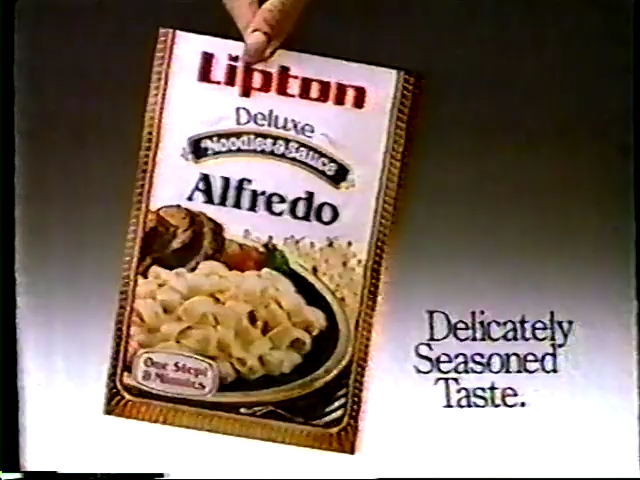 Lipton
Deluxe
Noodles & Sauce
Alfredo
One Step!
8 Minutes
Delicately
Seasoned
Taste.